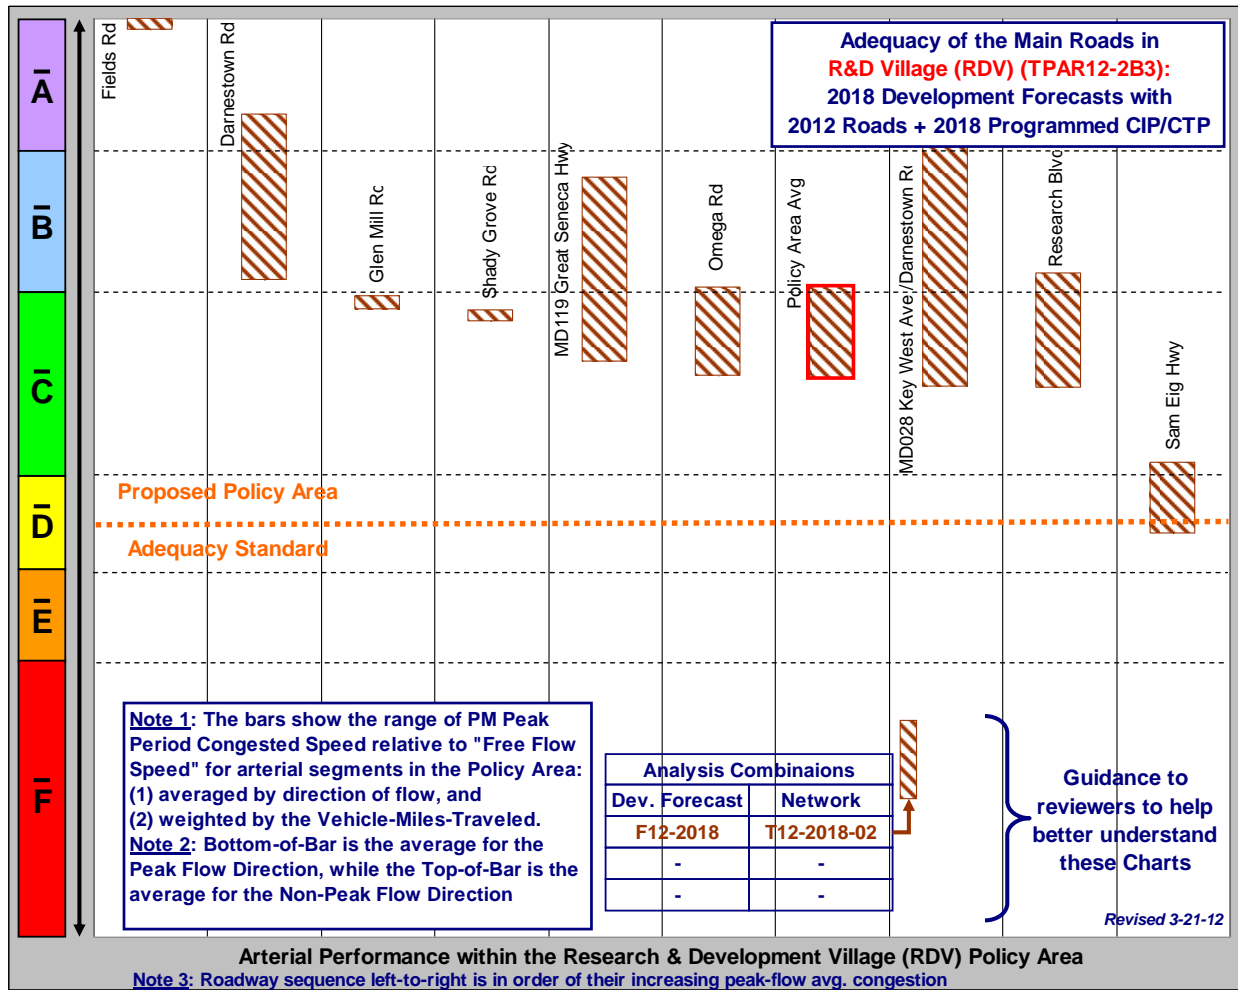 Adequacy of the Main Roads in
R&D Village (RDV) (TPAR12-2B3):
2018 Development Forecasts with
2012 Roads + 2018 Programmed CIP/CTP
A
B
C
D
E
F
Fields Rd
Darnestown Rd
Glen Mill Rd
Shady Grove Rd
MD119 Great Seneca Hwy
Omega Rd
Policy Area Avg
MD028 Key West Ave/Darnestown Rd
Research Blvd
Sam Eig Hwy
Proposed Policy Area
Adequacy Standard
Note 1: The bars show the range of PM Peak
Period Congested Speed relative to "Free Flow
Speed" for arterial segments in the Policy Area:
(1) averaged by direction of flow, and
(2) weighted by the Vehicle-Miles-Traveled.
Note 2: Bottom-of-Bar is the average for the
Peak Flow Direction, while the Top-of-Bar is the
average for the Non-Peak Flow Direction
Analysis Combinaions
Dev. Forecast Network
F12-2018 T12-2018-02
- -
- -
Guidance to
reviewers to help
better understand
these Charts
Revised 3-21-12
Arterial Performance within the Research & Development Village (RDV) Policy Area
Note 3: Roadway sequence left-to-right is in order of their increasing peak-flow avg. congestion